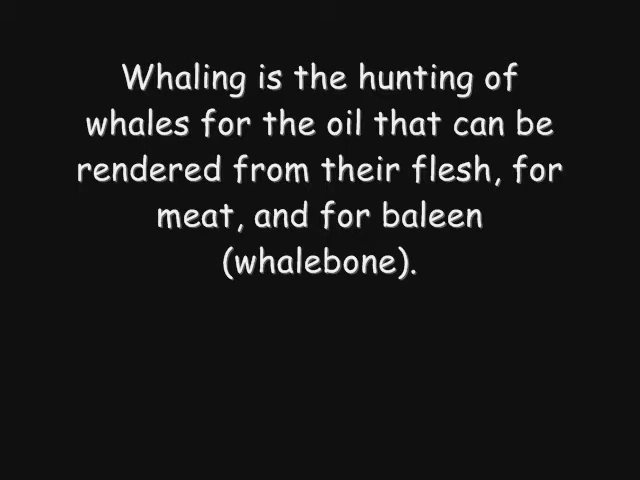 Whaling is the hunting of
whales for the oil that can be
rendered from their flesh, for
meat, and for baleen
(whalebone).